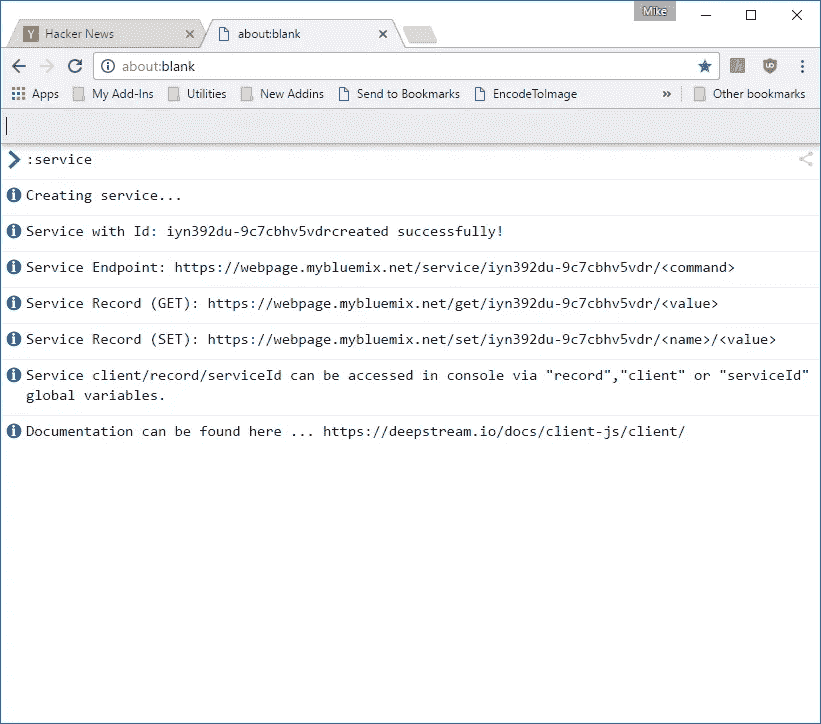 Mike
Hacker News
about:blank
about:blank
Apps
My Add-Ins
Utilities
New Addins
Send to Bookmarks
EncodeToImage
»
Other bookmarks
:service
Creating service...
Service with Id: iyn392du-9c7cbhv5vdrcreated successfully!
Service Endpoint: https://webpage.mybluemix.net/service/iyn392du-9c7cbhv5vdr/<command>
Service Record (GET): https://webpage.mybluemix.net/get/iyn392du-9c7cbhv5vdr/<value>
Service Record (SET): https://webpage.mybluemix.net/set/iyn392du-9c7cbhv5vdr/<name>/<value>
Service client/record/serviceId can be accessed in console via "record","client" or "serviceId"
global variables.
Documentation can be found here ... https://deepstream.io/docs/client-js/client/